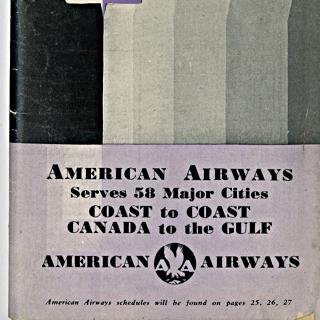 AMERICAN AIRWAYS
Serves 58 Major Cities
COAST to COAST
CANADA to the GULF
AMERICAN AA AIRWAYS
American Airways schedules will be found on pages 25, 26, 27